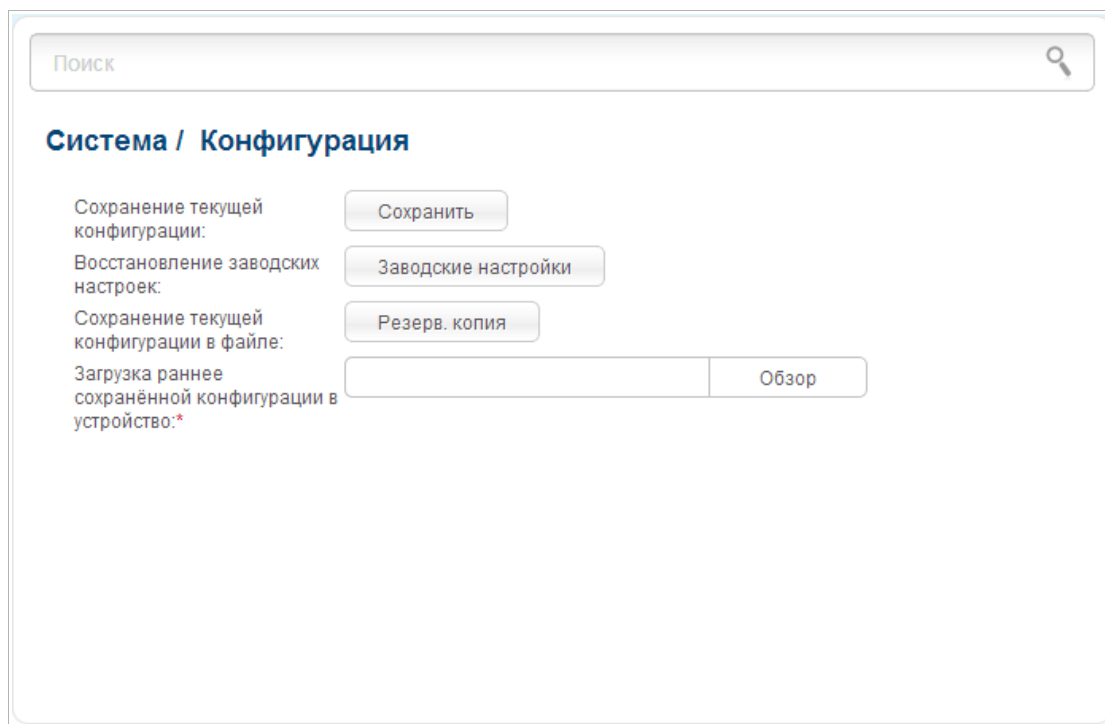 Поиск
Система / Конфигурация
Сохранение текущей
конфигурации:
Сохранить
Восстановление заводских
настроек:
Заводские настройки
Сохранение текущей
конфигурации в файле:
Резерв. копия
Загрузка раннее
сохранённой конфигурации в
устройство:*
Обзор